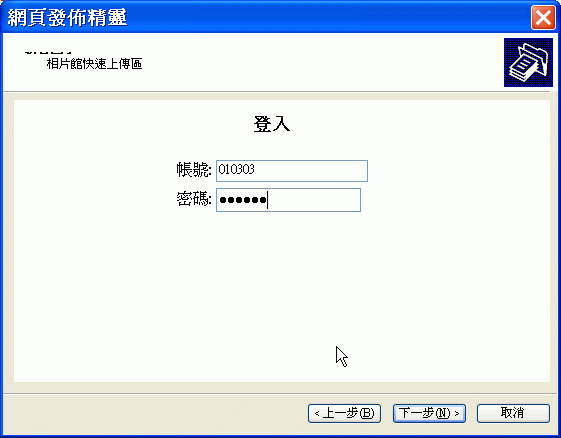 網頁發佈精靈
相片館快速上傳區
登入
帳號: 010303
密碼: ●●●●●●
< 上一步(B) 下一步(N) > 取消